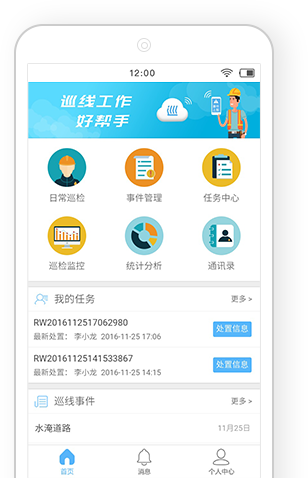 12:00
巡线工作
好帮手
日常巡检 事件管理 任务中心
巡检监控 统计分析 通讯录
我的任务 更多 >
RW2016112517062980
最新处置： 李小龙 2016-11-25 17:06
处置信息
RW20161125141533867
最新处置： 李小龙 2016-11-25 14:15
处置信息
巡线事件 更多 >
水淹道路 11月25日
首页 消息 个人中心